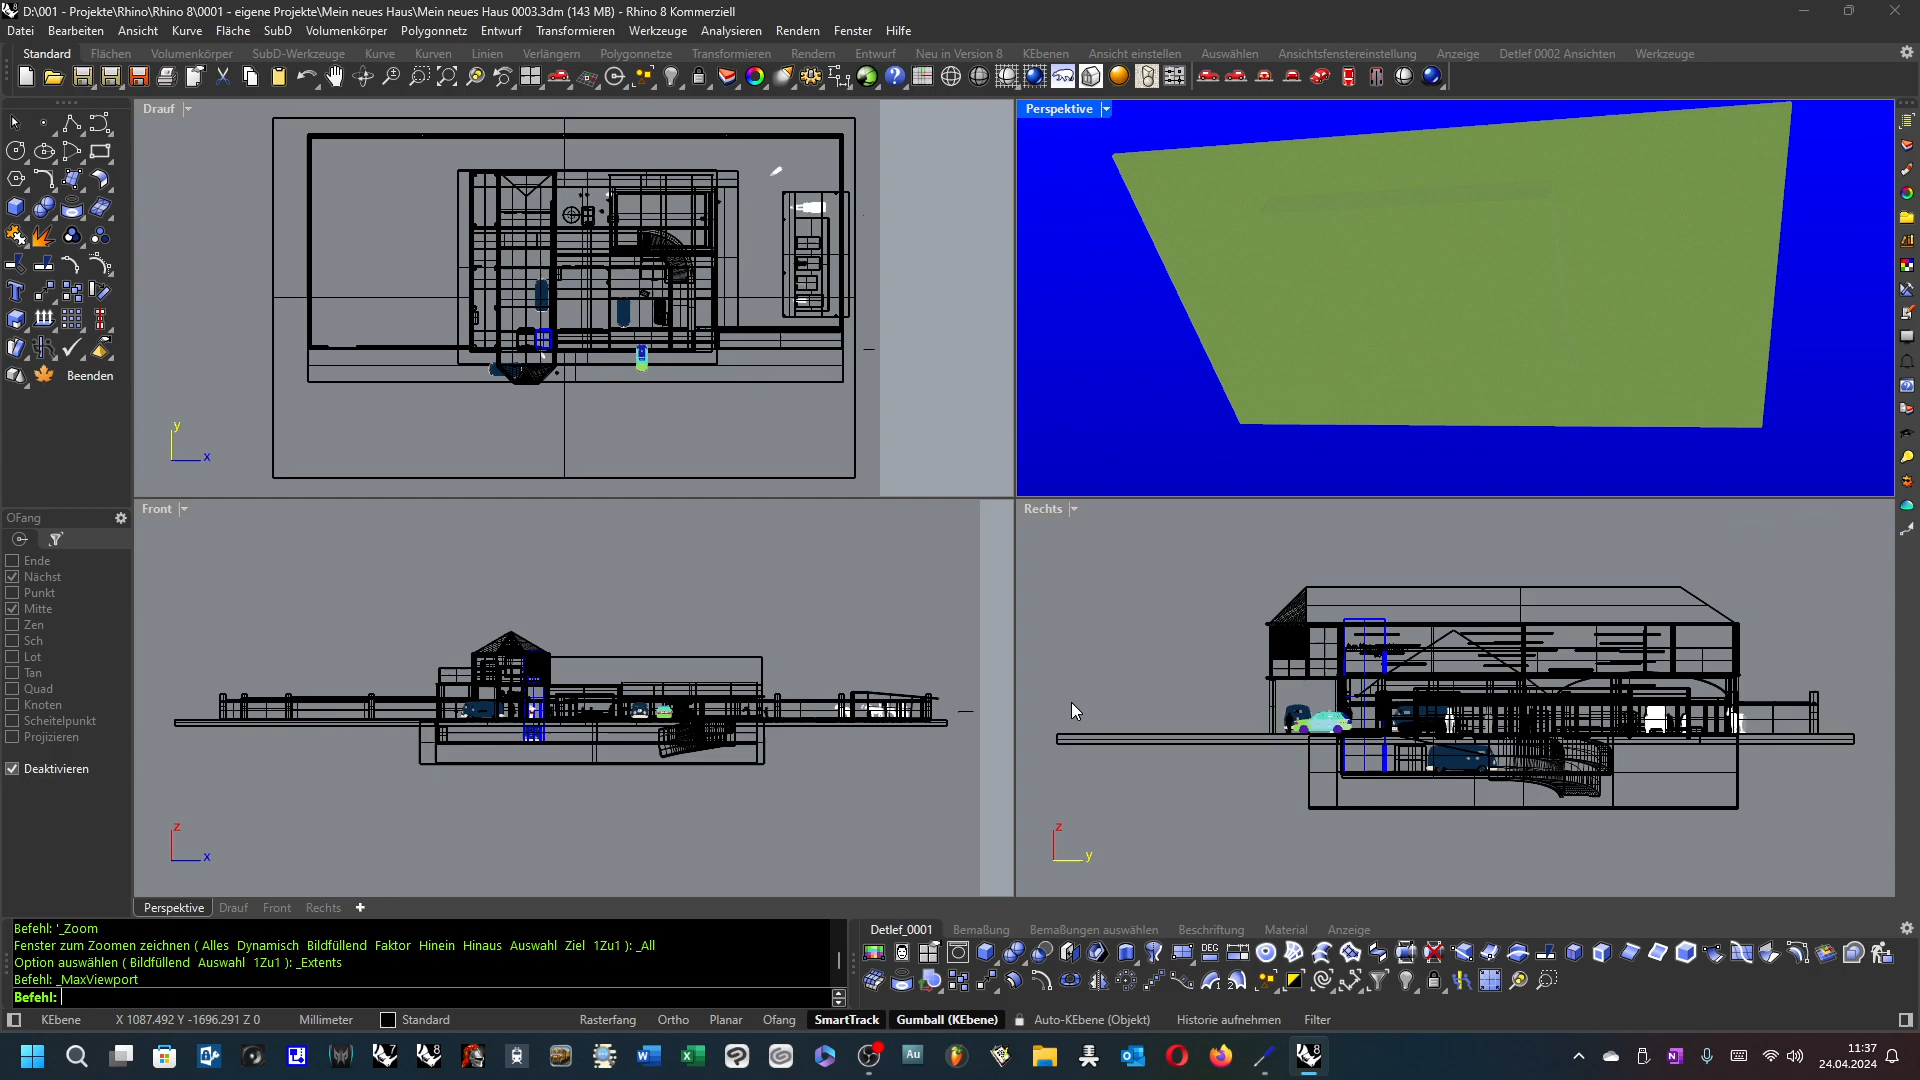 D:\001 - Projekte\Rhino\Rhino 8\0001 - eigene Projekte\Mein neues Haus\Mein neues Haus 0003.3dm (143 MB) - Rhino 8 Kommerziell
Datei Bearbeiten Ansicht Kurve Fläche SubD Volumenkörper Polygonnetz Entwurf Transformieren Werkzeuge Analysieren Rendern Fenster Hilfe
Standard Flächen Volumenkörper SubD-Werkzeuge Kurve Kurven Linien Verlängern Polygonnetze Transformieren Rendern Entwurf Neu in Version 8 KEbenen Ansicht einstellen Auswählen Ansichtsfenstereinstellung Anzeige Detlef 0002 Ansichten Werkzeuge
Drauf
Perspektive
y
x
Beenden
Front
Rechts
OFang
Ende
Nächst
Punkt
Mitte
Zen
Sch
Lot
Tan
Quad
Knoten
Scheitelpunkt
Projizieren
Deaktivieren
z
x
z
y
Perspektive Drauf Front Rechts
Befehl: '_Zoom
Fenster zum Zoomen zeichnen ( Alles Dynamisch Bildfüllend Faktor Hinein Hinaus Auswahl Ziel 1Zu1 ): _All
Option auswählen ( Bildfüllend Auswahl 1Zu1 ): _Extents
Befehl: _MaxViewport
Befehl:
Detlef_0001 Bemaßung Bemaßungen auswählen Beschriftung Material Anzeige
DEG
KEbene X 1087.492 Y -1696.291 Z 0 Millimeter Standard Rasterfang Ortho Planar Ofang SmartTrack Gumball (KEbene) Auto-KEbene (Objekt) Historie aufnehmen Filter
7
8
Au
8
11:37
24.04.2024